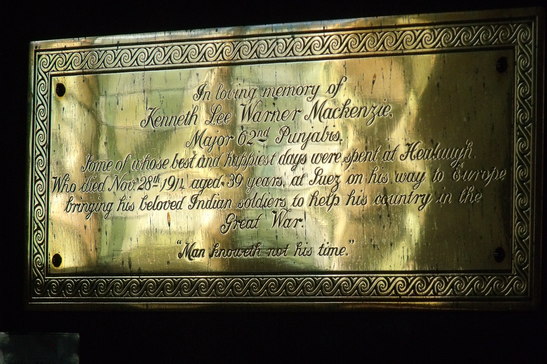 In loving memory of
Kenneth Lee Warner Mackenzie,
Major 62nd Punjabis,
Some of whose best and happiest days were spent at Healaugh.
Who died Nov. 28th 1914, aged 39 years, at Suez on his way to Europe
bringing his beloved Indian soldiers to help his country in the
Great War.
"Man knoweth not his time."